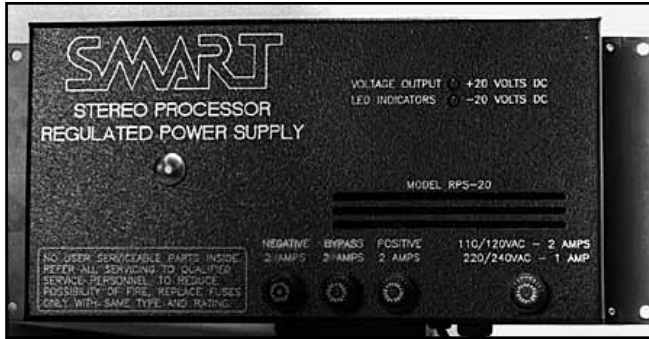 SMART
STEREO PROCESSOR
REGULATED POWER SUPPLY
VOLTAGE OUTPUT +20 VOLTS DC
LED INDICATORS -20 VOLTS DC
MODEL RPS-20
NEGATIVE BYPASS POSITIVE 110/120VAC - 2 AMPS
2 AMPS 2 AMPS 2 AMPS 220/240VAC - 1 AMP
NO USER SERVICEABLE PARTS INSIDE
REFER ALL SERVICING TO QUALIFIED
SERVICE PERSONNEL. TO REDUCE
POSSIBILITY OF FIRE, REPLACE FUSES
ONLY WITH SAME TYPE AND RATING.